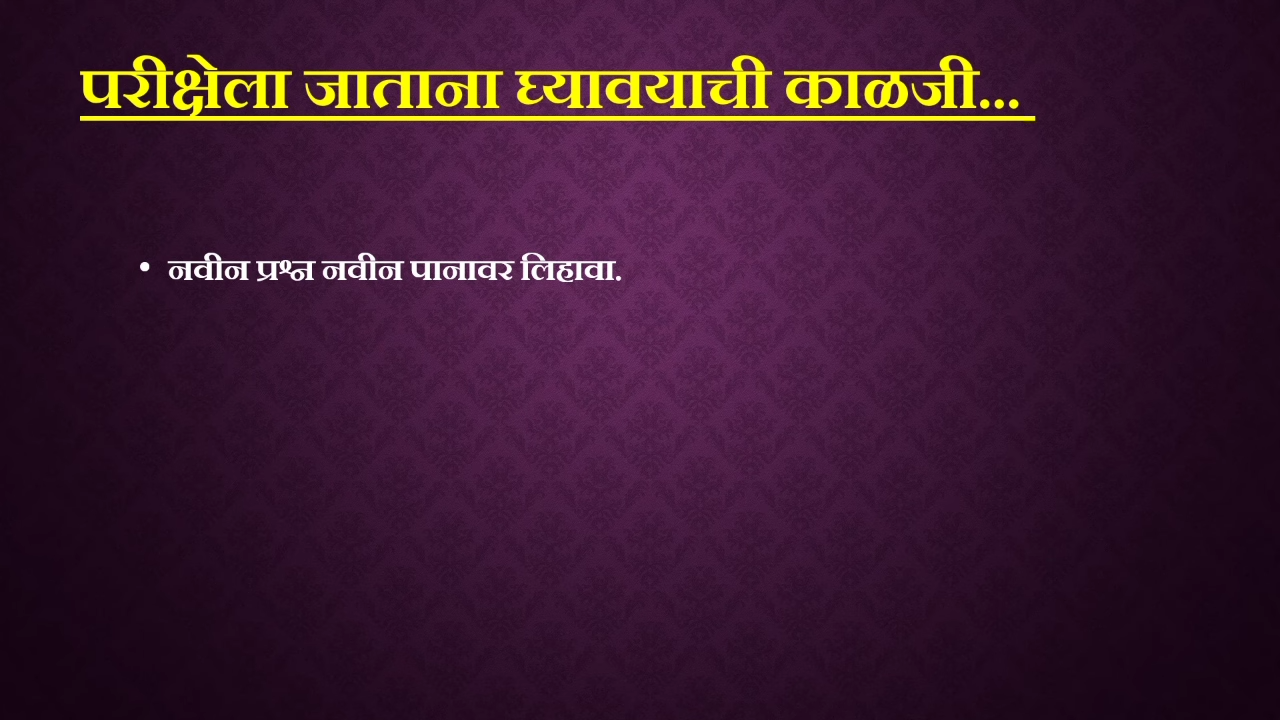 परीक्षेला जाताना घ्यावयाची काळजी...
• नवीन प्रश्न नवीन पानावर लिहावा.